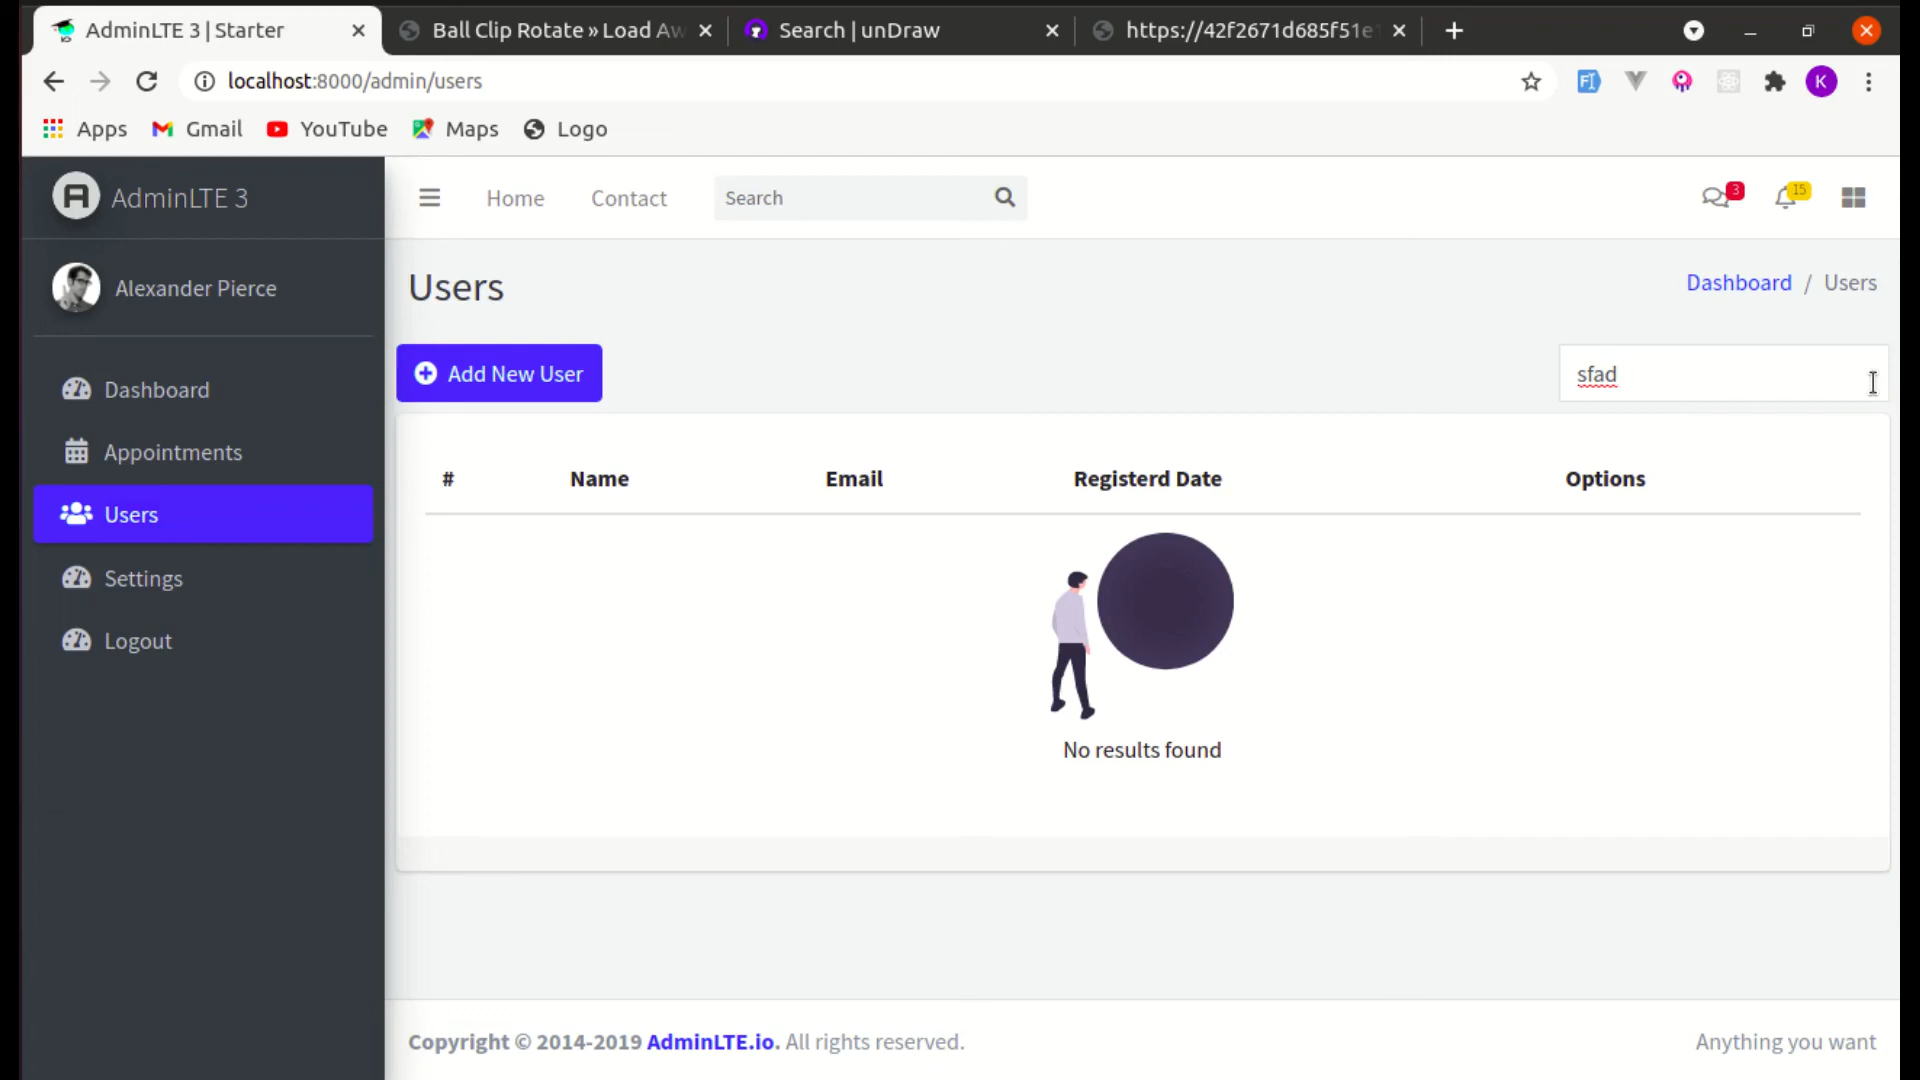 AdminLTE 3 | Starter
Ball Clip Rotate » Load Aw
Search | unDraw
https://42f2671d685f51e
localhost:8000/admin/users
K
Apps
Gmail
YouTube
Maps
Logo
AdminLTE 3
Home
Contact
Search
3
15
Alexander Pierce
Users
Dashboard / Users
Add New User
sfad
Dashboard
Appointments
Users
Settings
Logout
# Name Email Registerd Date Options
No results found
Copyright © 2014-2019 AdminLTE.io. All rights reserved.
Anything you want